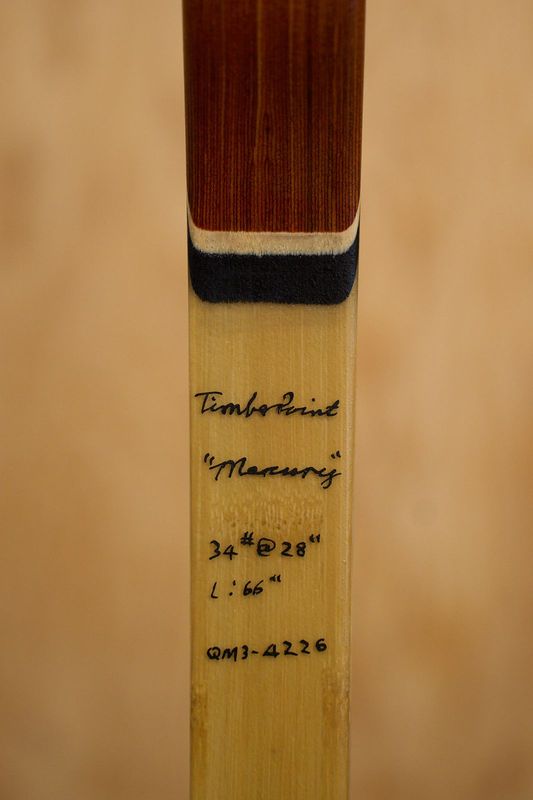 TimberPoint
"Mercury"
34#@28"
L:66"
QM3-4226